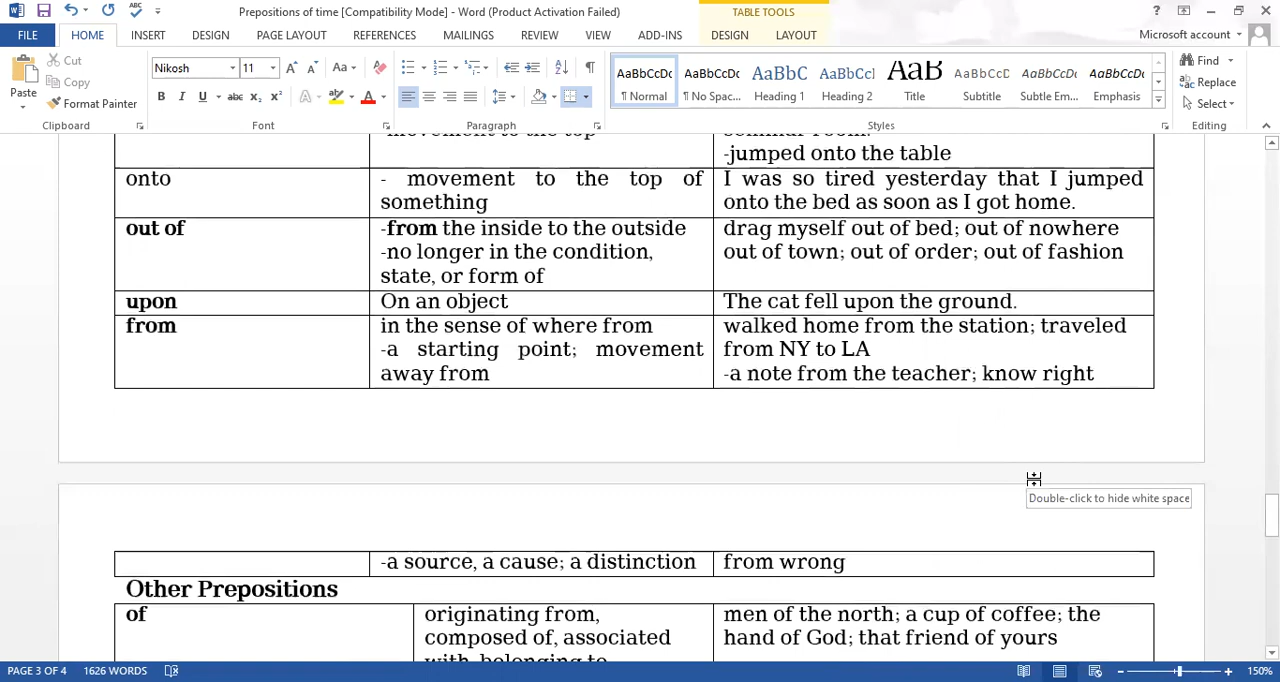 Prepositions of time [Compatibility Mode] - Word (Product Activation Failed)
TABLE TOOLS
FILE HOME INSERT DESIGN PAGE LAYOUT REFERENCES MAILINGS REVIEW VIEW ADD-INS DESIGN LAYOUT Microsoft account
Paste
Cut
Copy
Format Painter
Clipboard
Nikosh 11
Font
Paragraph
AaBbCcDc AaBbCcDc AaBbC AaBbCcI AaB AaBbCcD AaBbCcDc AaBbCcDc
¶ Normal ¶ No Spac... Heading 1 Heading 2 Title Subtitle Subtle Em... Emphasis
Styles
Find
Replace
Select
Editing
-movement to the top
seminar room.
-jumped onto the table
onto
- movement to the top of
something
I was so tired yesterday that I jumped
onto the bed as soon as I got home.
out of
-from the inside to the outside
-no longer in the condition,
state, or form of
drag myself out of bed; out of nowhere
out of town; out of order; out of fashion
upon
On an object
The cat fell upon the ground.
from
in the sense of where from
-a starting point; movement
away from
walked home from the station; traveled
from NY to LA
-a note from the teacher; know right
Double-click to hide white space
-a source, a cause; a distinction
from wrong
Other Prepositions
of
originating from,
composed of, associated
with, belonging to
men of the north; a cup of coffee; the
hand of God; that friend of yours
PAGE 3 OF 4 1626 WORDS 150%